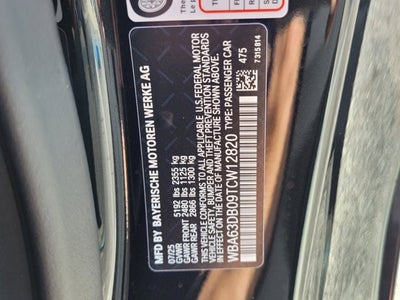 MFD BY BAYERISCHE MOTOREN WERKE AG
07/25
GVWR 5192 lbs 2355 kg
GAWR FRONT 2480 lbs 1125 kg
GAWR REAR 2866 lbs 1300 kg
THIS VEHICLE CONFORMS TO ALL APPLICABLE U.S. FEDERAL MOTOR
VEHICLE SAFETY, BUMPER, AND THEFT PREVENTION STANDARDS
IN EFFECT ON THE DATE OF MANUFACTURE SHOWN ABOVE.
WBA63DB09TCW12820 TYPE: PASSENGER CAR
475
7315814